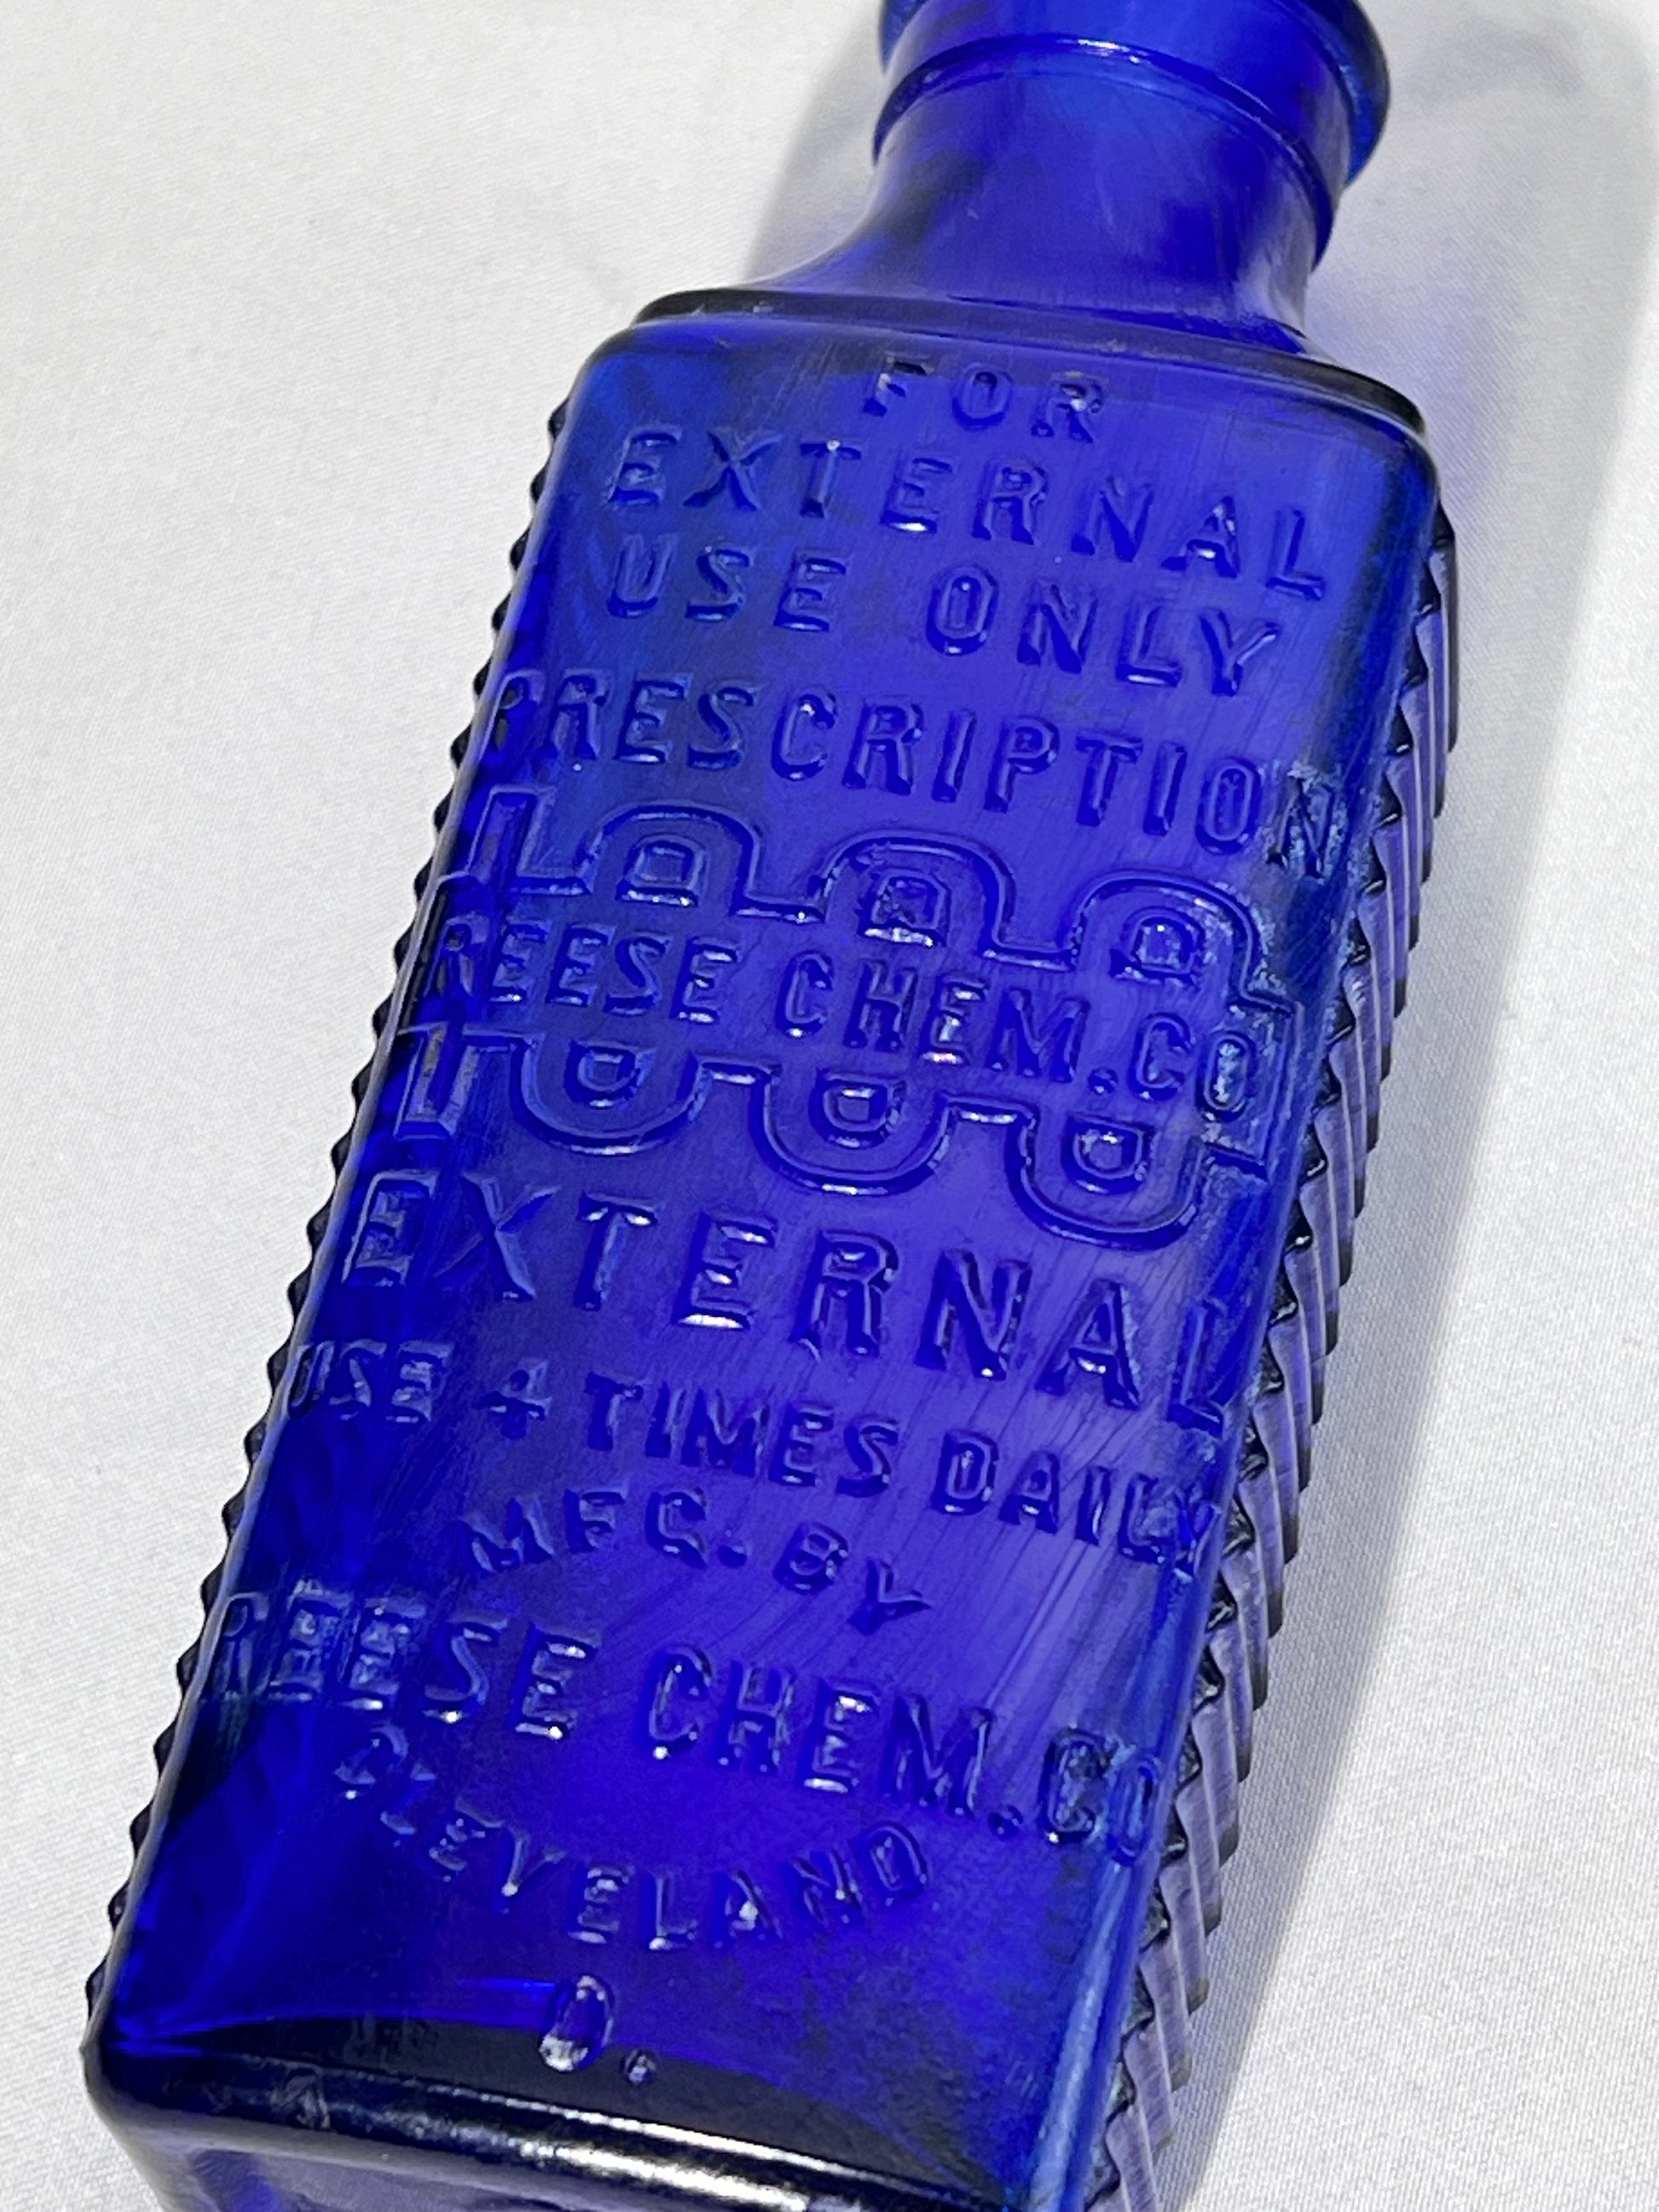 FOR
EXTERNAL
USE ONLY
PRESCRIPTION
1000
REESE CHEM.CO
EXTERNAL
USE 4 TIMES DAILY
MFG. BY
REESE CHEM.CO
CLEVELAND
O.